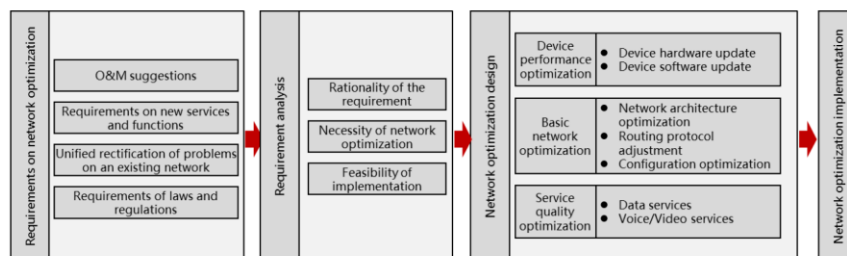 Requirements on network optimization
O&M suggestions
Requirements on new services
and functions
Unified rectification of problems
on an existing network
Requirements of laws and
regulations
Requirement analysis
Rationality of the
requirement
Necessity of network
optimization
Feasibility of
implementation
Network optimization design
Device
performance
optimization
● Device hardware update
● Device software update
Basic
network
optimization
● Network architecture
optimization
● Routing protocol
adjustment
● Configuration optimization
Service
quality
optimization
● Data services
● Voice/Video services
Network optimization implementation